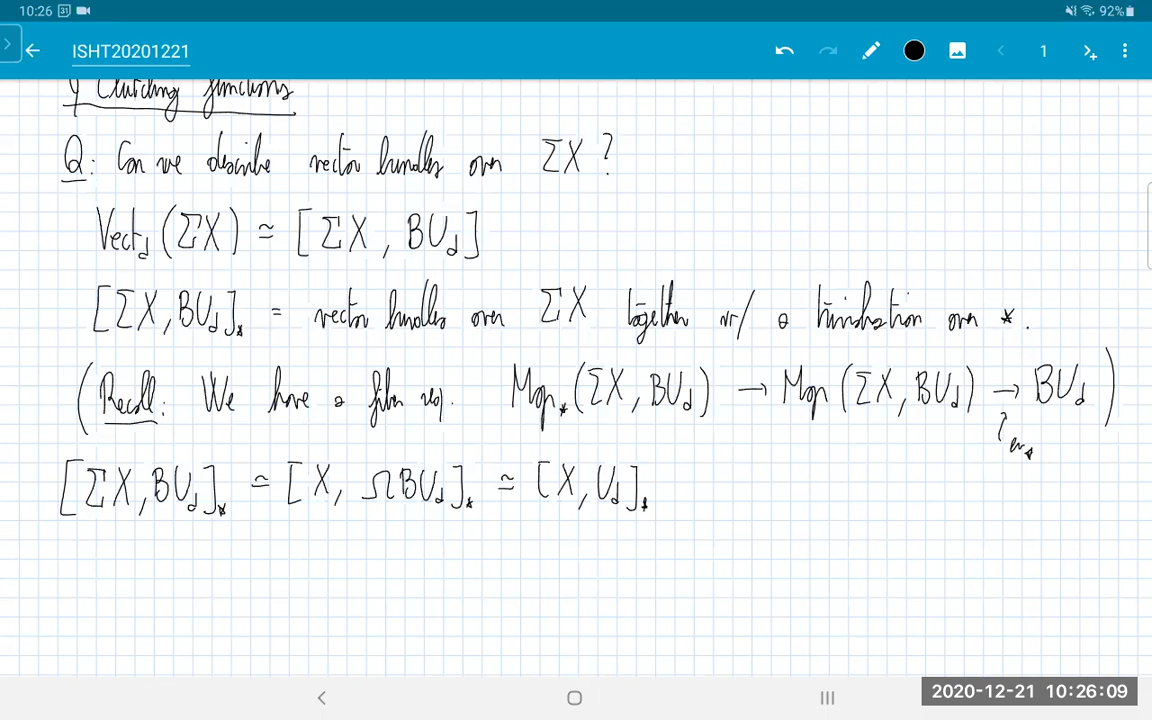 10:26 31 92%
ISHT20201221 1
Clutching functions
Q: Can we describe vector bundles over ΣX ?
Vect_d (ΣX) ≃ [ΣX, BU_d]
[ΣX, BU_d]_* = vector bundles over ΣX together w/ a trivialisation over *.
(Recall: We have a fiber seq. Map_*(ΣX, BU_d) → Map (ΣX, BU_d) → BU_d)
↑ ev_*
[ΣX, BU_d]_* ≃ [X, ΩBU_d]_* ≃ [X, U_d]_*
2020-12-21 10:26:09